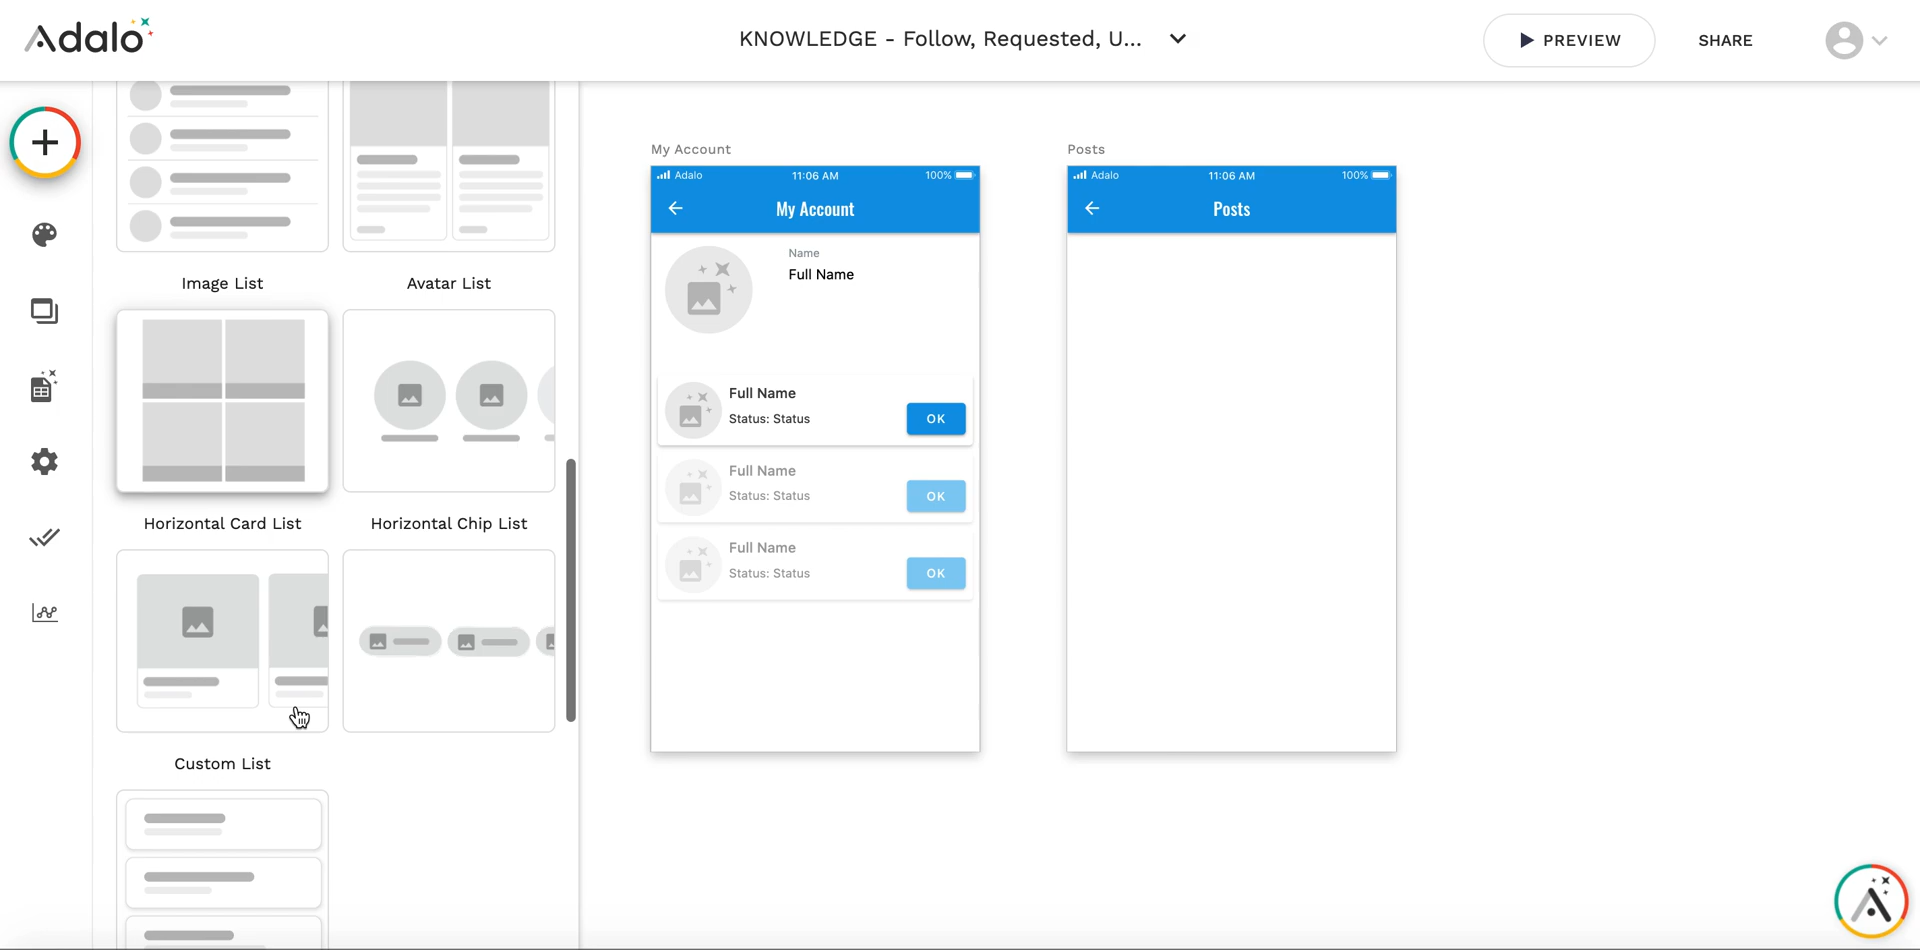 Adalo
KNOWLEDGE - Follow, Requested, U...
PREVIEW
SHARE
Image List
Avatar List
Horizontal Card List
Horizontal Chip List
Custom List
My Account
Adalo
11:06 AM
100%
My Account
Name
Full Name
Full Name
Status: Status
OK
Full Name
Status: Status
OK
Full Name
Status: Status
OK
Posts
Adalo
11:06 AM
100%
Posts